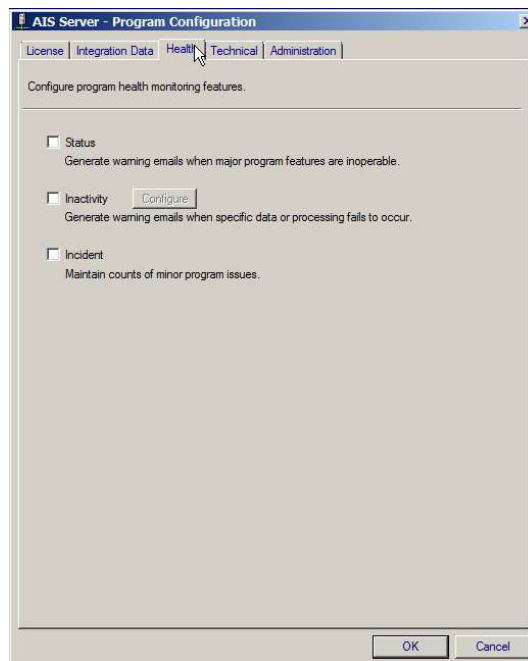 AIS Server - Program Configuration
License Integration Data Health Technical Administration
Configure program health monitoring features.
Status
Generate warning emails when major program features are inoperable.
Inactivity Configure
Generate warning emails when specific data or processing fails to occur.
Incident
Maintain counts of minor program issues.
OK Cancel